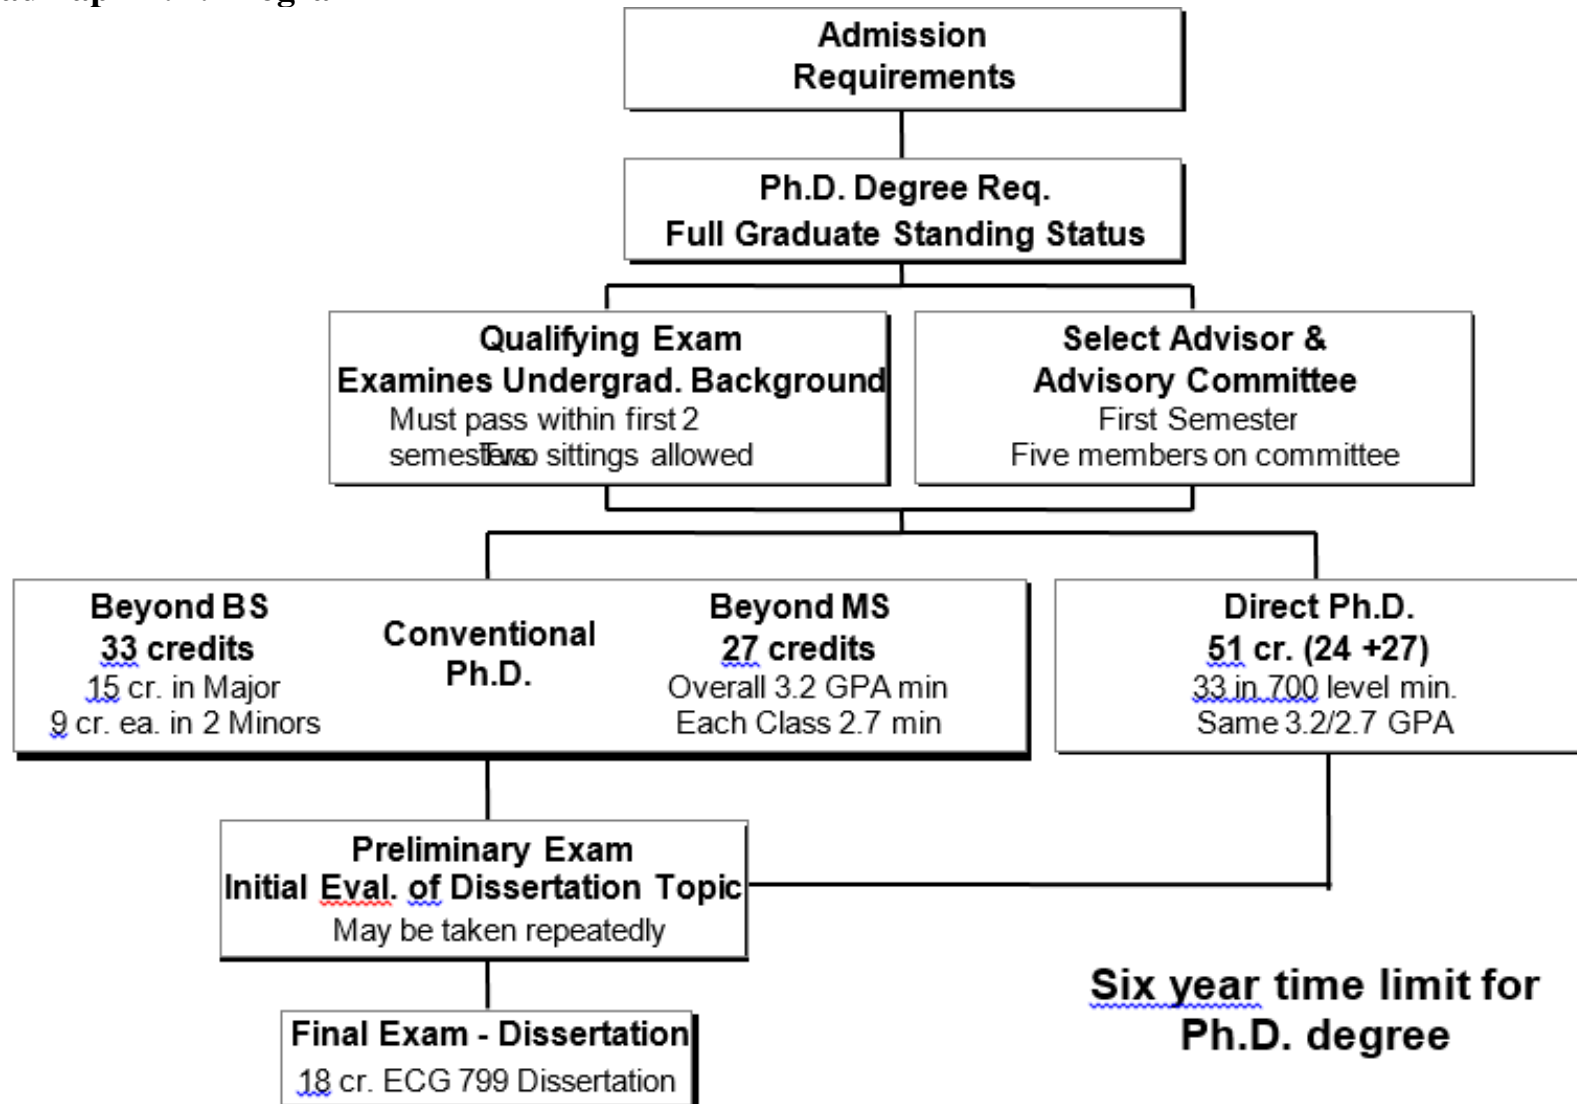 Admission
Requirements
Ph.D. Degree Req.
Full Graduate Standing Status
Qualifying Exam
Examines Undergrad. Background
Must pass within first 2
semesters
Two sittings allowed
Select Advisor &
Advisory Committee
First Semester
Five members on committee
Beyond BS
33 credits
15 cr. in Major
9 cr. ea. in 2 Minors
Conventional
Ph.D.
Beyond MS
27 credits
Overall 3.2 GPA min
Each Class 2.7 min
Direct Ph.D.
51 cr. (24 +27)
33 in 700 level min.
Same 3.2/2.7 GPA
Preliminary Exam
Initial Eval. of Dissertation Topic
May be taken repeatedly
Final Exam - Dissertation
18 cr. ECG 799 Dissertation
Six year time limit for
Ph.D. degree